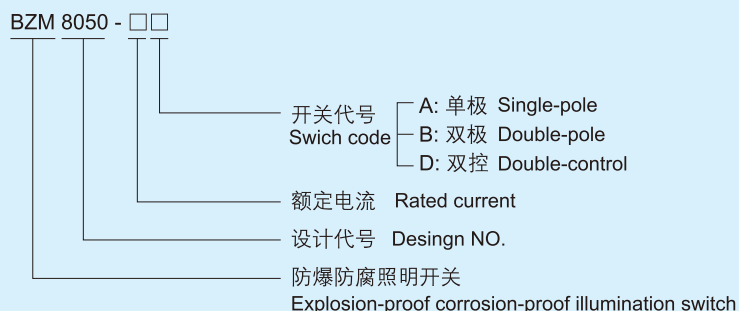 BZM 8050 - □□
开关代号
Swich code
A: 单极 Single-pole
B: 双极 Double-pole
D: 双控 Double-control
额定电流 Rated current
设计代号 Desingn NO.
防爆防腐照明开关
Explosion-proof corrosion-proof illumination switch